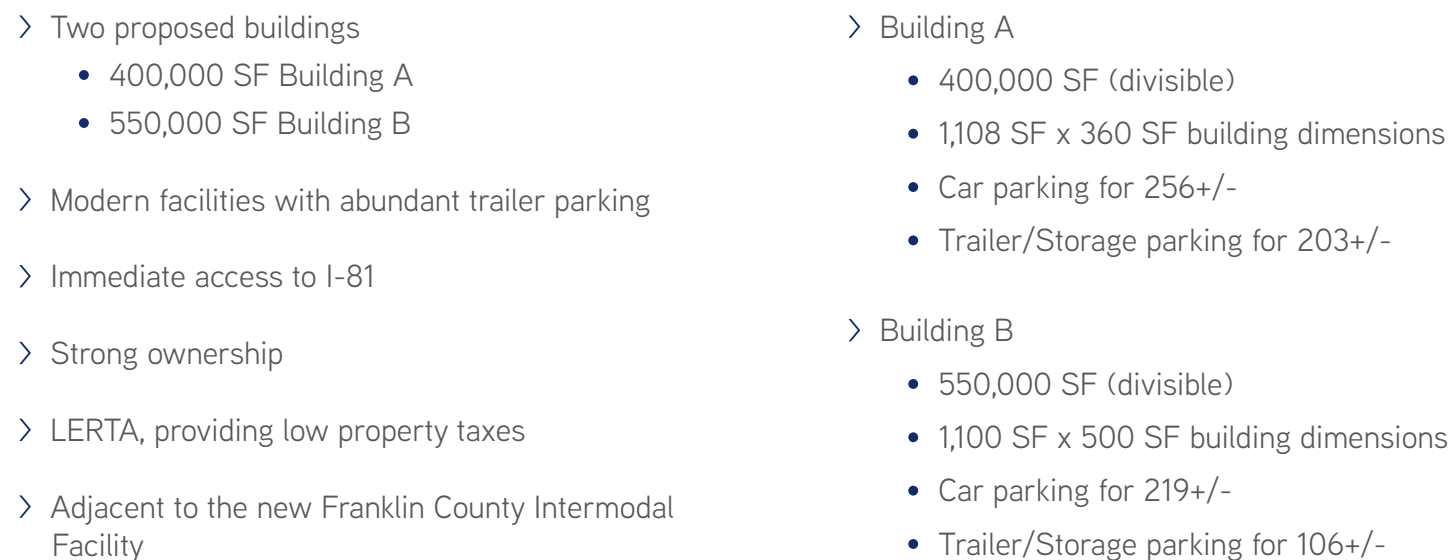 Two proposed buildings
400,000 SF Building A
550,000 SF Building B
Modern facilities with abundant trailer parking
Immediate access to I-81
Strong ownership
LERTA, providing low property taxes
Adjacent to the new Franklin County Intermodal
Facility
Building A
400,000 SF (divisible)
1,108 SF x 360 SF building dimensions
Car parking for 256+/-
Trailer/Storage parking for 203+/-
Building B
550,000 SF (divisible)
1,100 SF x 500 SF building dimensions
Car parking for 219+/-
Trailer/Storage parking for 106+/-